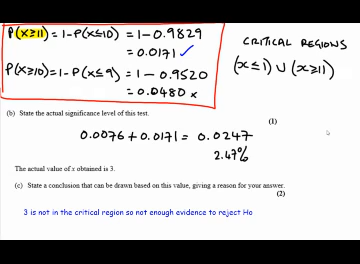 P(x≥11) = 1-P(x≤10) = 1-0.9829
= 0.0171 ✓
P(x≥10)=1-P(x≤9) = 1-0.9520
= 0.0480 x
CRITICAL REGIONS
(x≤1) ∪ (x≥11)
(b) State the actual significance level of this test.
(1)
0.0076 + 0.0171 = 0.0247
2.47%
The actual value of x obtained is 3.
(c) State a conclusion that can be drawn based on this value, giving a reason for your answer.
(2)
3 is not in the critical region so not enough evidence to reject Ho